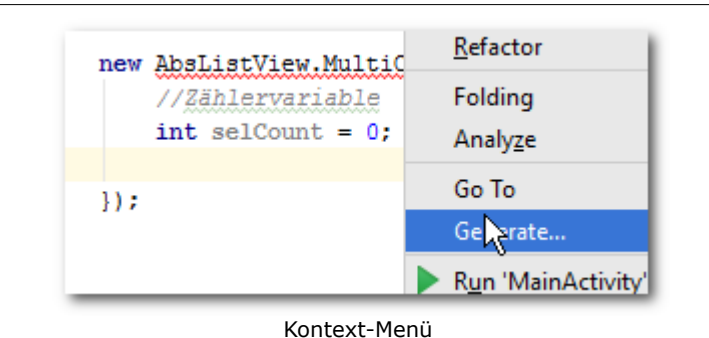 new AbsListView.MultiC
//Zählervariable
int selCount = 0;
});
Refactor
Folding
Analyze
Go To
Generate...
Run 'MainActivity'
Kontext-Menü